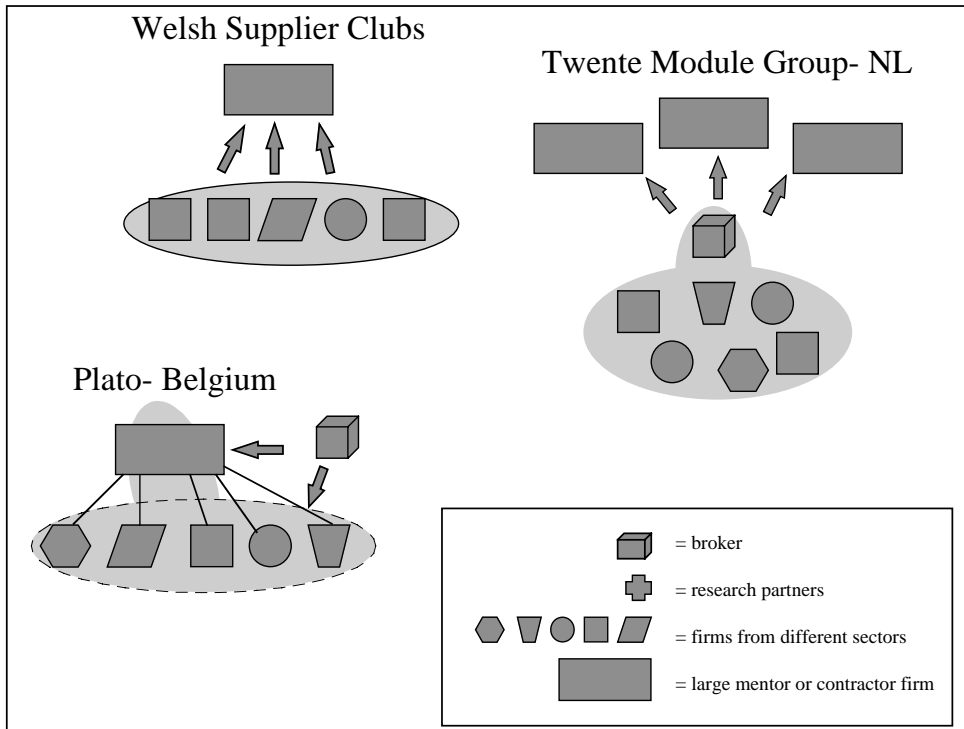 Welsh Supplier Clubs
Twente Module Group- NL
Plato- Belgium
= broker
= research partners
= firms from different sectors
= large mentor or contractor firm